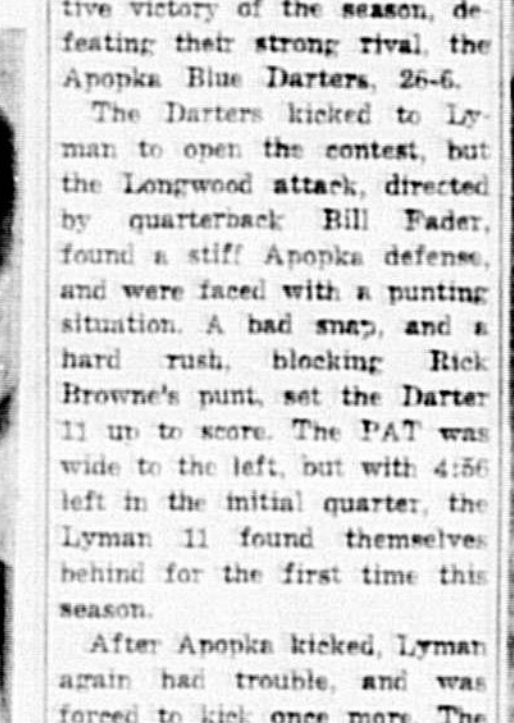 tive victory of the season, de-
feating their strong rival, the
Apopka Blue Darters, 26-6.
The Darters kicked to Ly-
man to open the contest, but
the Longwood attack, directed
by quarterback Bill Fader,
found a stiff Apopka defense,
and were faced with a punting
situation. A bad snap, and a
hard rush, blocking Rick
Browne's punt, set the Darter
11 up to score. The PAT was
wide to the left, but with 4:56
left in the initial quarter, the
Lyman 11 found themselves
behind for the first time this
season.
After Apopka kicked, Lyman
again had trouble, and was
forced to kick once more. The